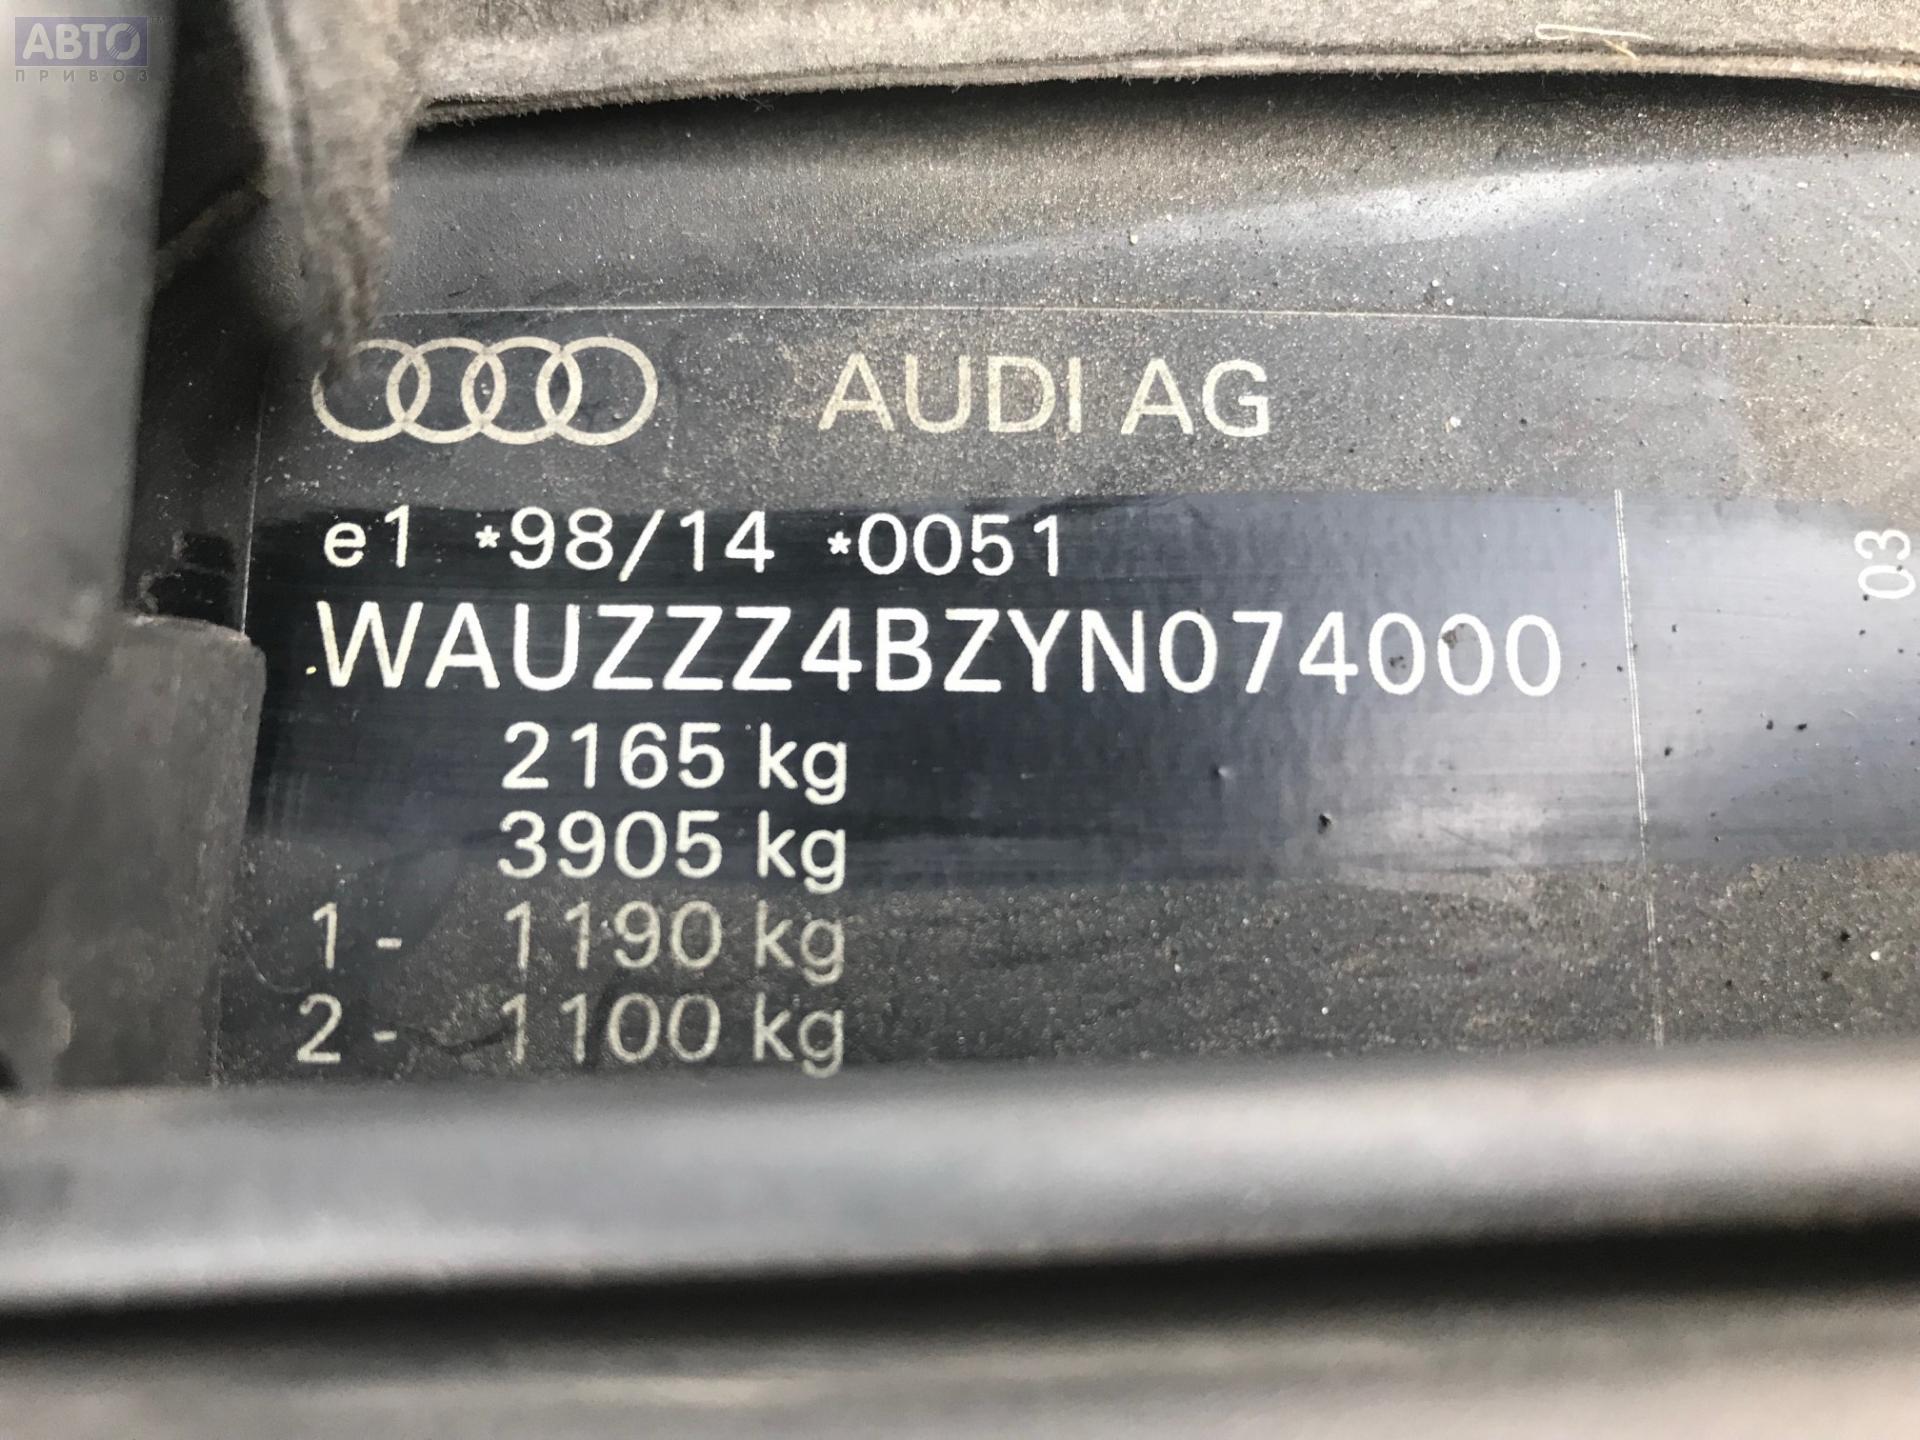 АВТО
ПРИВОЗ
AUDI AG
e1 *98/14 *0051
WAUZZZ4BZYN074000
2165 kg
3905 kg
1- 1190 kg
2- 1100 kg
03